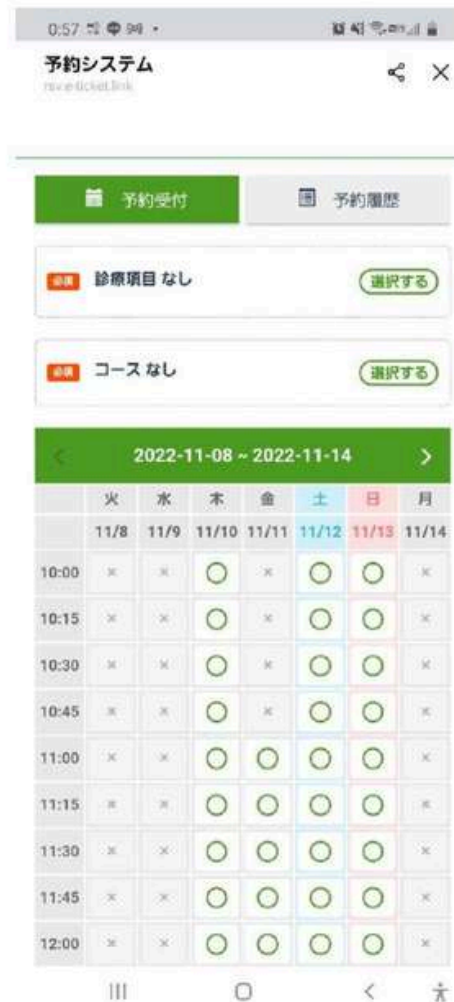 0:57
予約システム
予約受付 予約履歴
必須 診療項目 なし 選択する
必須 コース なし 選択する
< 2022-11-08 ~ 2022-11-14 >
火 水 木 金 土 日 月
11/8 11/9 11/10 11/11 11/12 11/13 11/14
10:00 × × ○ × ○ ○ ×
10:15 × × ○ × ○ ○ ×
10:30 × × ○ × ○ ○ ×
10:45 × × ○ × ○ ○ ×
11:00 × × ○ ○ ○ ○ ×
11:15 × × ○ ○ ○ ○ ×
11:30 × × ○ ○ ○ ○ ×
11:45 × × ○ ○ ○ ○ ×
12:00 × × ○ ○ ○ ○ ×